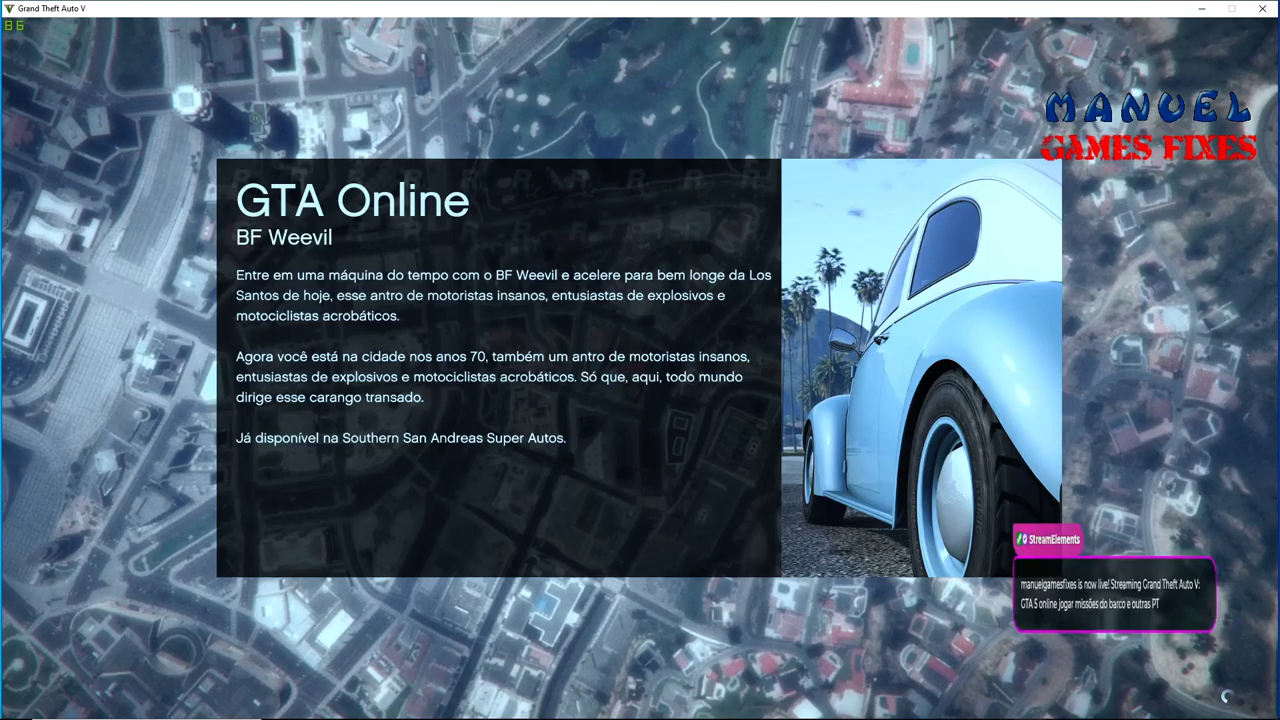 Grand Theft Auto V
86
MANUEL
GAMES FIXES
GTA Online
BF Weevil
Entre em uma máquina do tempo com o BF Weevil e acelere para bem longe da Los
Santos de hoje, esse antro de motoristas insanos, entusiastas de explosivos e
motociclistas acrobáticos.
Agora você está na cidade nos anos 70, também um antro de motoristas insanos,
entusiastas de explosivos e motociclistas acrobáticos. Só que, aqui, todo mundo
dirige esse carango transado.
Já disponível na Southern San Andreas Super Autos.
StreamElements
manuelgamesfixes is now live! Streaming Grand Theft Auto V:
GTA 5 online jogar missões do barco e outras PT